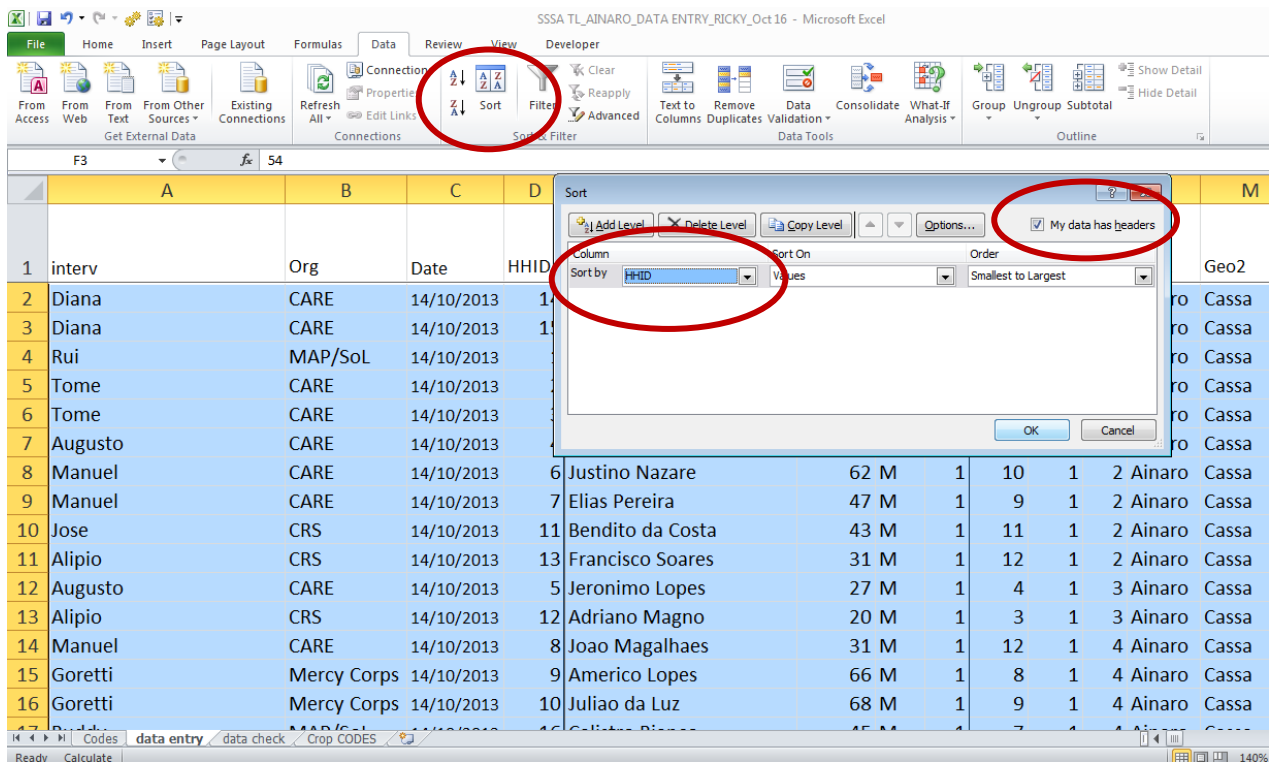 SSSA TL_AINARO_DATA ENTRY_RICKY_Oct 16 - Microsoft Excel
File Home Insert Page Layout Formulas Data Review View Developer
From Access From Web From Text From Other Sources Existing Connections
Get External Data
Refresh All Connections Properties Edit Links
Connections
Sort Filter Clear Reapply Advanced
Sort & Filter
Text to Columns Remove Duplicates Data Validation Consolidate What-If Analysis
Data Tools
Group Ungroup Subtotal Show Detail Hide Detail
Outline
F3 fx 54
A B C D M
Sort
Add Level Delete Level Copy Level Options... My data has headers
Column Sort On Order
Sort by HHID Values Smallest to Largest
OK Cancel
1 interv Org Date HHID Geo2
2 Diana CARE 14/10/2013 14 ro Cassa
3 Diana CARE 14/10/2013 15 ro Cassa
4 Rui MAP/SoL 14/10/2013 ro Cassa
5 Tome CARE 14/10/2013 ro Cassa
6 Tome CARE 14/10/2013 ro Cassa
7 Augusto CARE 14/10/2013 ro Cassa
8 Manuel CARE 14/10/2013 6 Justino Nazare 62 M 1 10 1 2 Ainaro Cassa
9 Manuel CARE 14/10/2013 7 Elias Pereira 47 M 1 9 1 2 Ainaro Cassa
10 Jose CRS 14/10/2013 11 Bendito da Costa 43 M 1 11 1 2 Ainaro Cassa
11 Alipio CRS 14/10/2013 13 Francisco Soares 31 M 1 12 1 2 Ainaro Cassa
12 Augusto CARE 14/10/2013 5 Jeronimo Lopes 27 M 1 4 1 3 Ainaro Cassa
13 Alipio CRS 14/10/2013 12 Adriano Magno 20 M 1 3 1 3 Ainaro Cassa
14 Manuel CARE 14/10/2013 8 Joao Magalhaes 31 M 1 12 1 4 Ainaro Cassa
15 Goretti Mercy Corps 14/10/2013 9 Americo Lopes 66 M 1 8 1 4 Ainaro Cassa
16 Goretti Mercy Corps 14/10/2013 10 Juliao da Luz 68 M 1 9 1 4 Ainaro Cassa
Codes data entry data check Crop CODES
Ready Calculate 140%